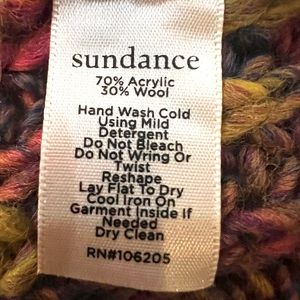 sundance
70% Acrylic
30% Wool
Hand Wash Cold
Using Mild
Detergent
Do Not Bleach
Do Not Wring Or
Twist
Reshape
Lay Flat To Dry
Cool Iron On
Garment Inside If
Needed
Dry Clean
RN#106205